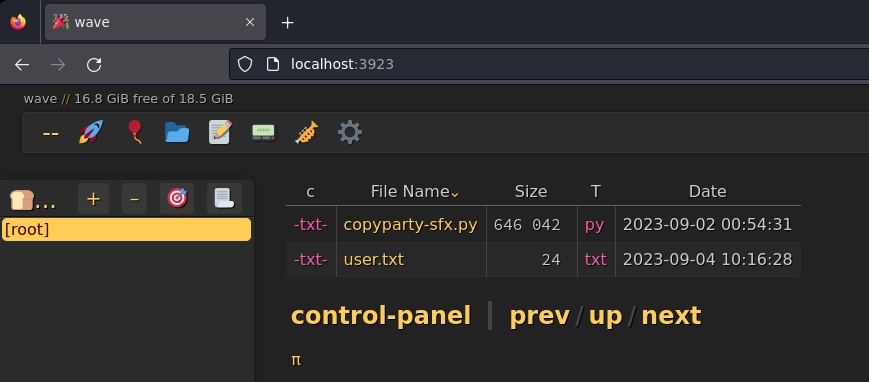 wave
localhost:3923
wave // 16.8 GiB free of 18.5 GiB
--
... + –
[root]
c File Name Size T Date
-txt- copyparty-sfx.py 646 042 py 2023-09-02 00:54:31
-txt- user.txt 24 txt 2023-09-04 10:16:28
control-panel | prev / up / next
π